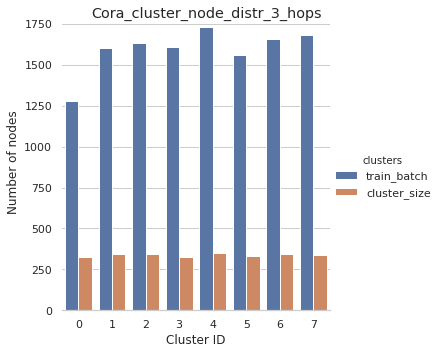 Cora_cluster_node_distr_3_hops
1750
1500
1250
1000
750
500
250
0
Number of nodes
0 1 2 3 4 5 6 7
Cluster ID
clusters
train_batch
cluster_size